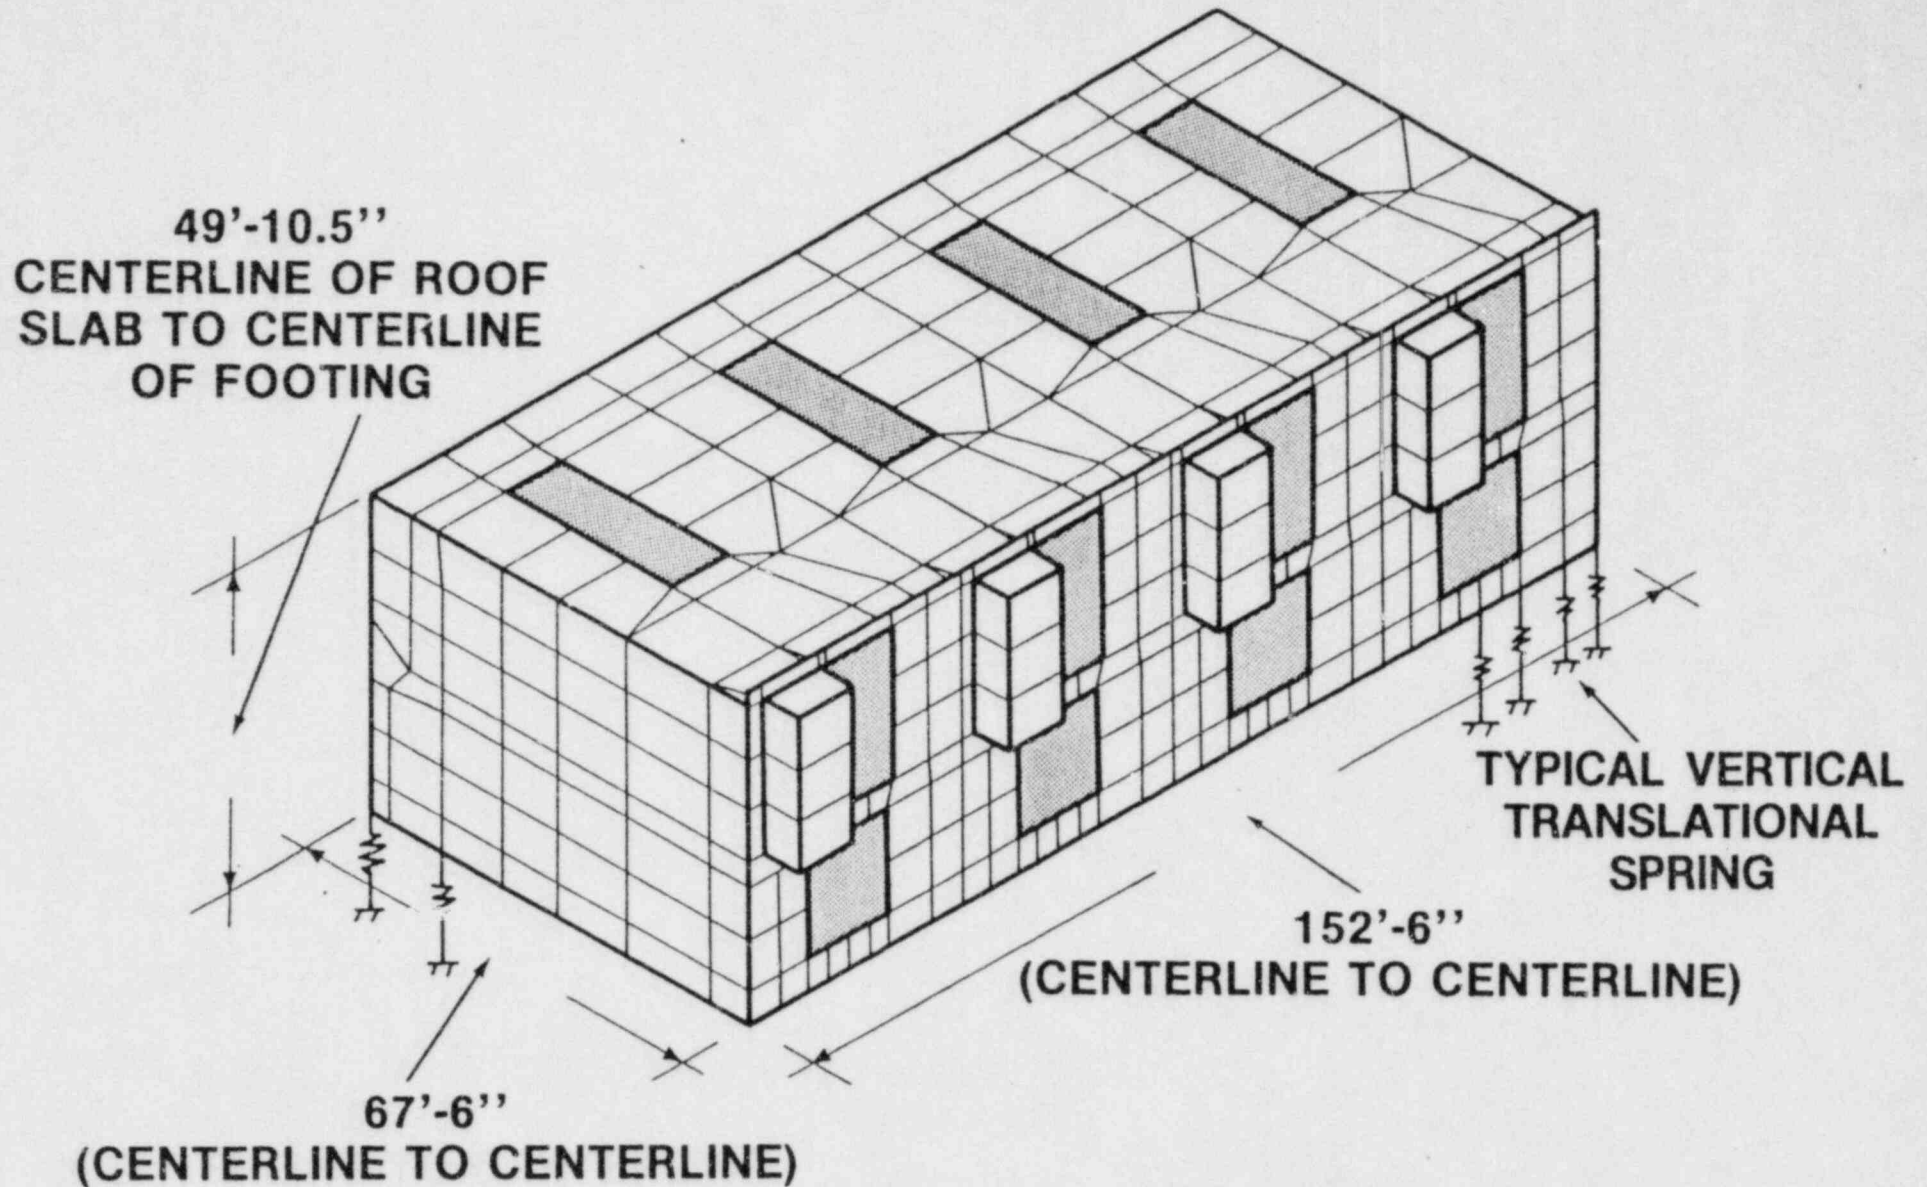 49'-10.5''
CENTERLINE OF ROOF
SLAB TO CENTERLINE
OF FOOTING
TYPICAL VERTICAL
TRANSLATIONAL
SPRING
152'-6''
(CENTERLINE TO CENTERLINE)
67'-6''
(CENTERLINE TO CENTERLINE)